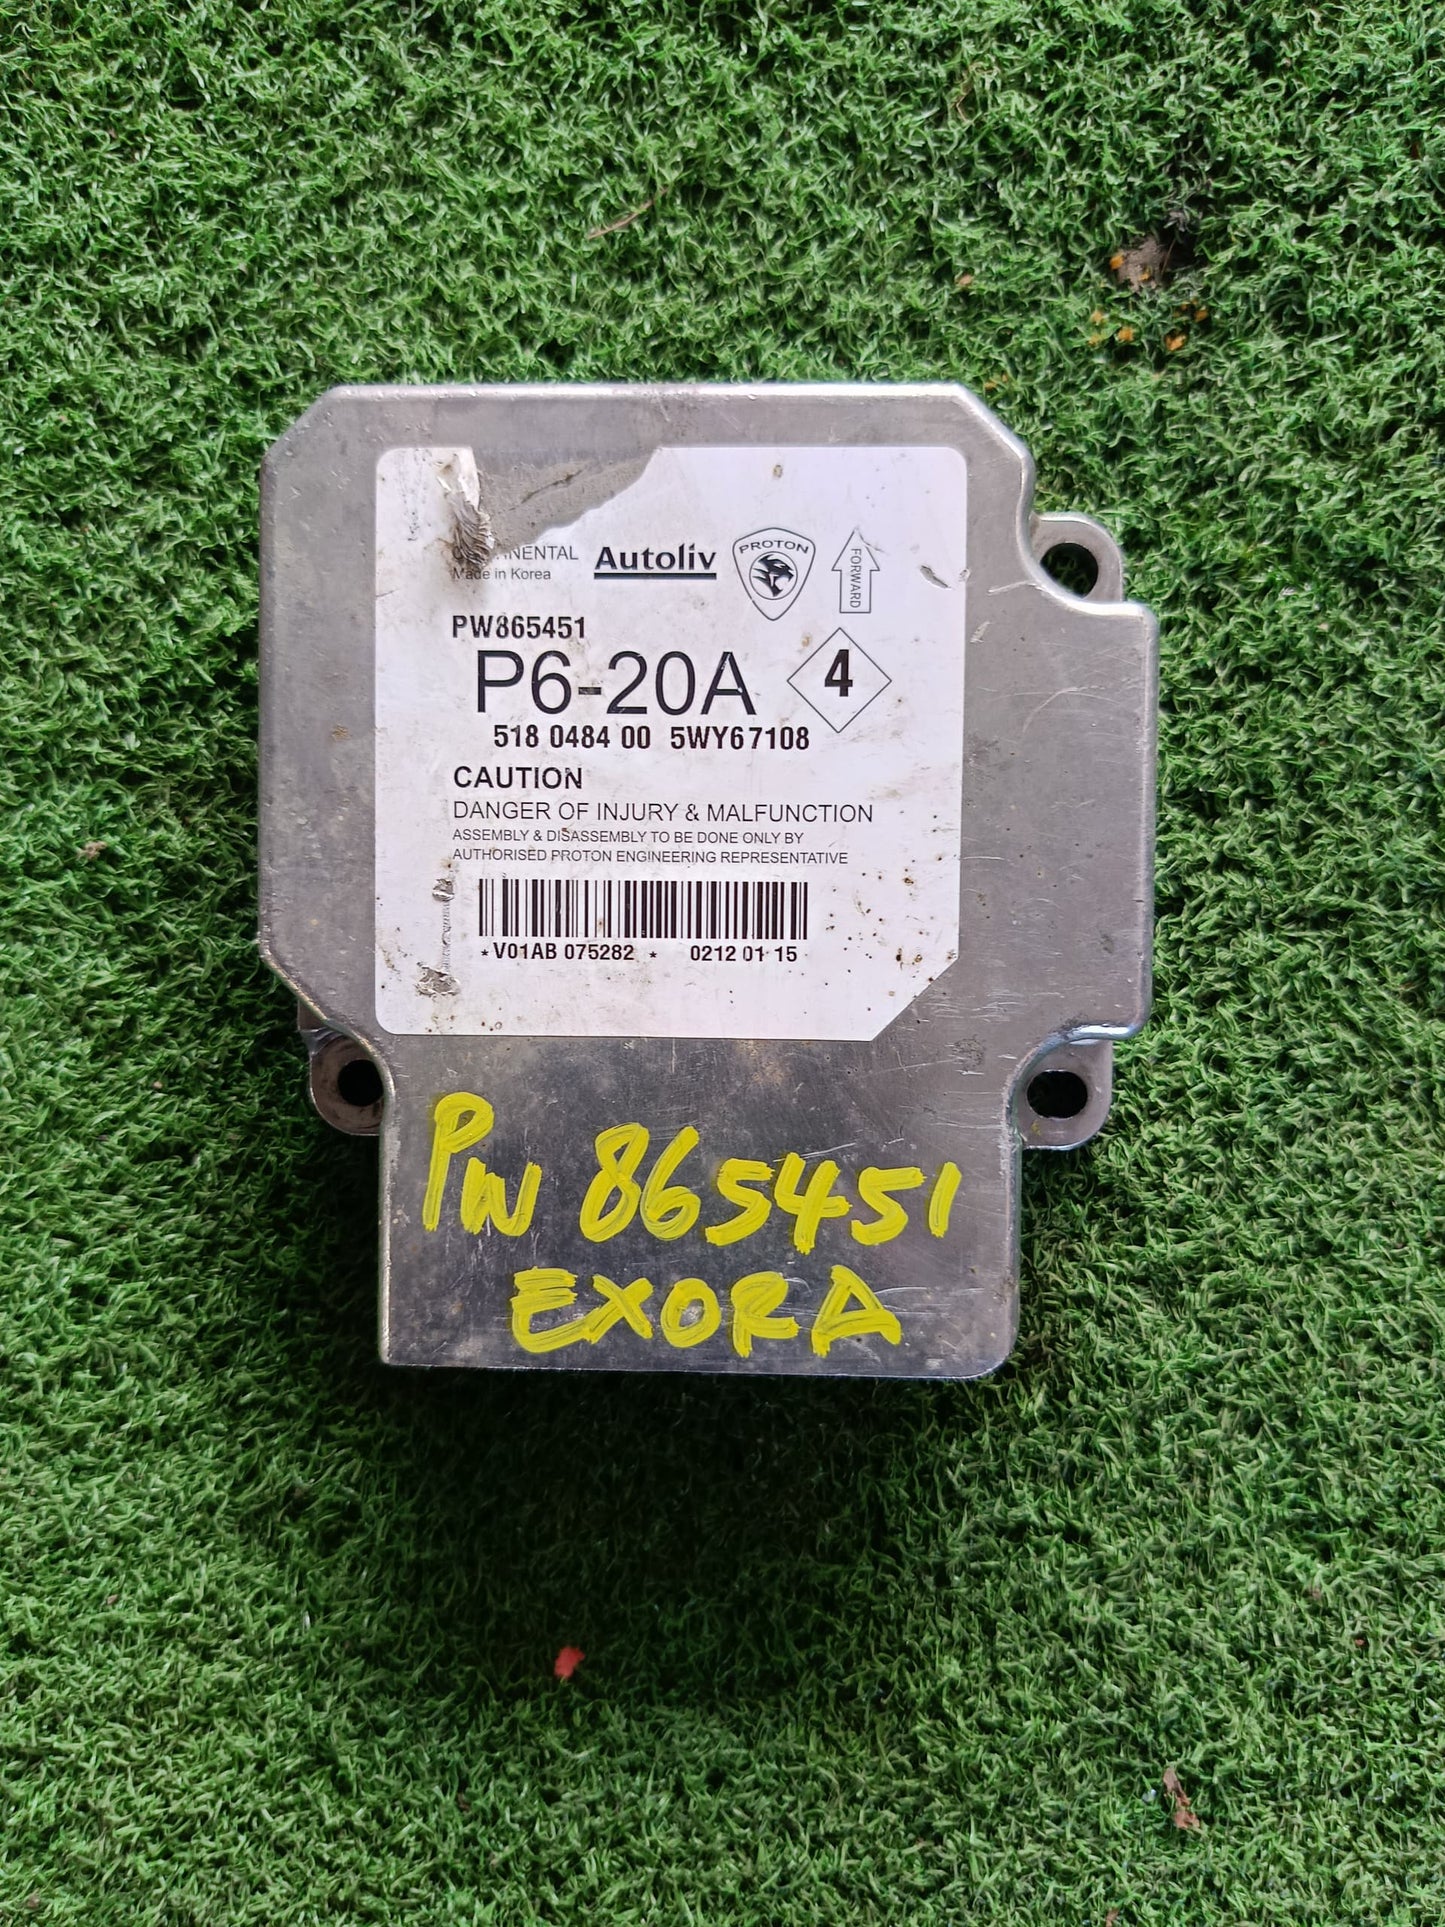 Autoliv PROTON FORWARD
Made in Korea
PW865451
P6-20A 4
518 0484 00 5WY67108
CAUTION
DANGER OF INJURY & MALFUNCTION
ASSEMBLY & DISASSEMBLY TO BE DONE ONLY BY
AUTHORISED PROTON ENGINEERING REPRESENTATIVE
*V01AB 075282 * 0212 01 15
PW 865451
EXORA